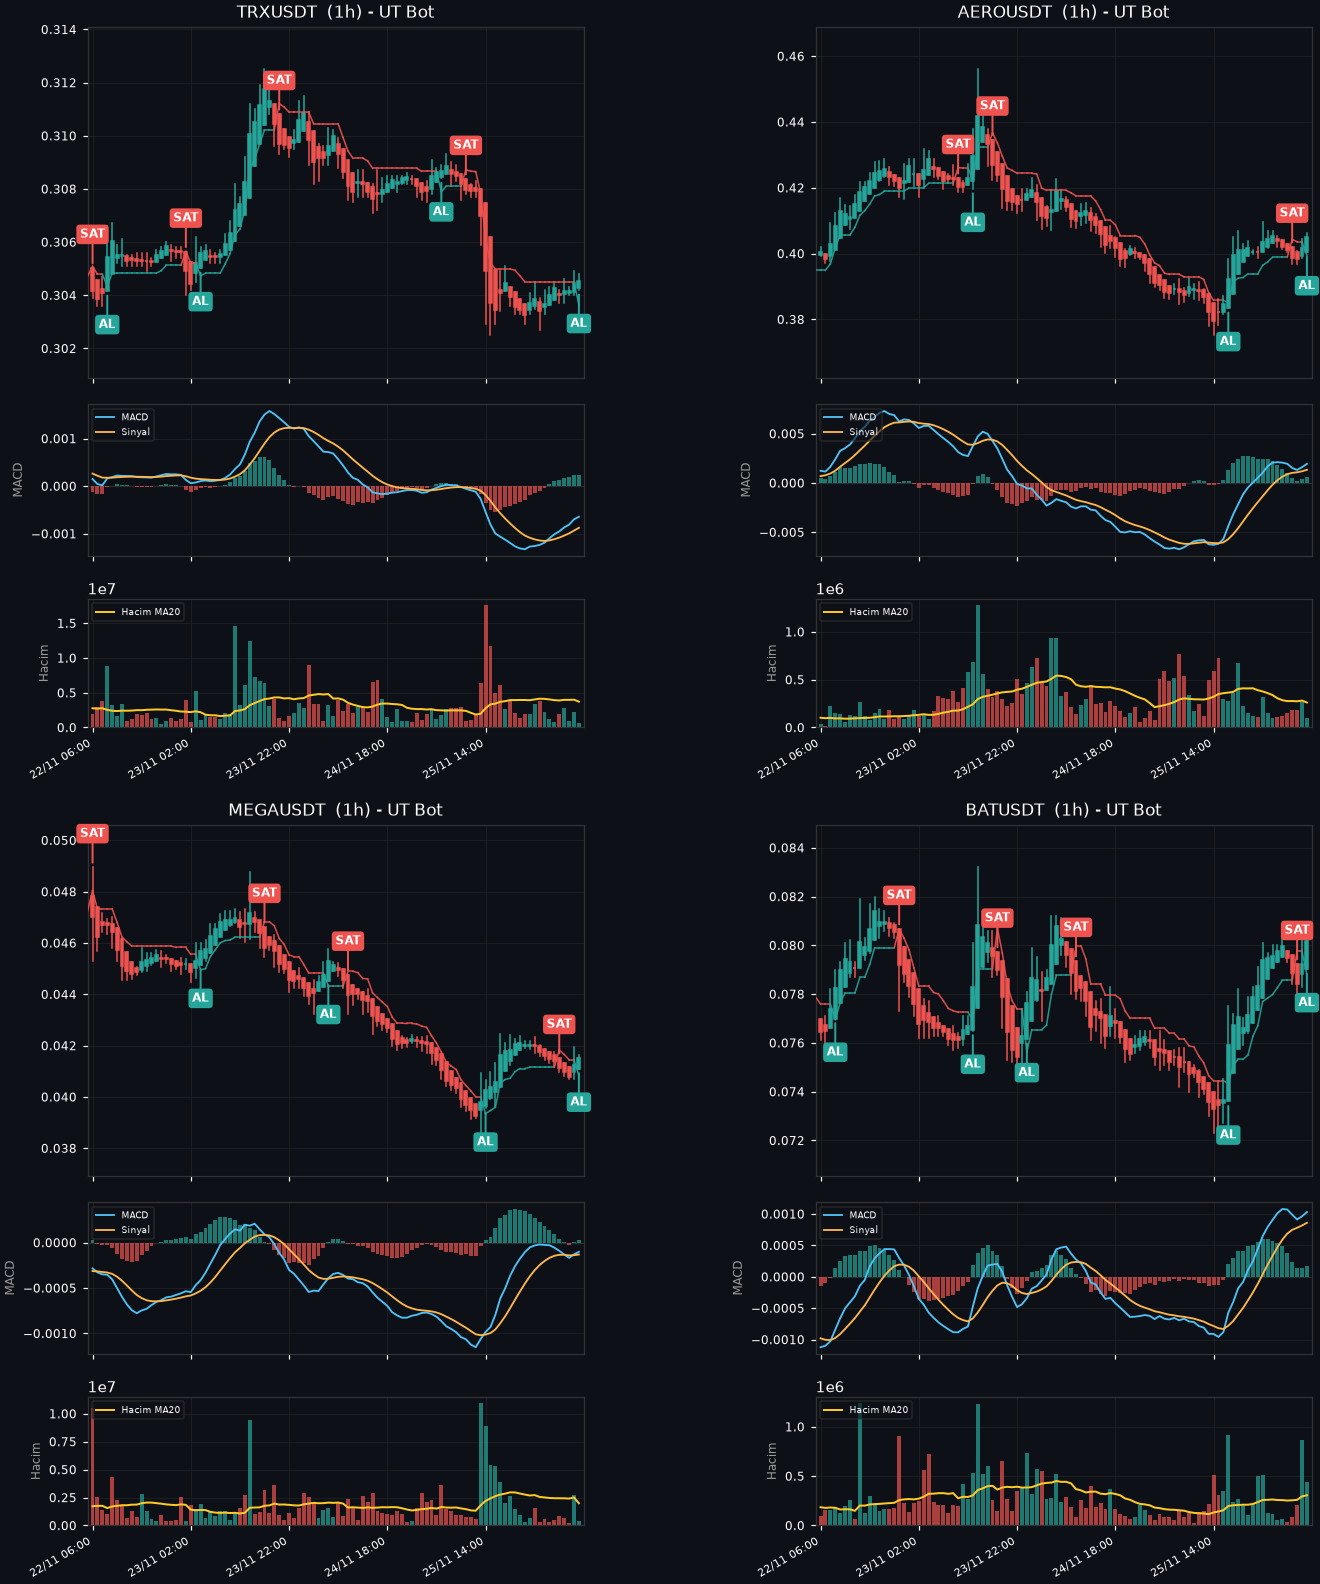 TRXUSDT (1h) - UT Bot
0.314
0.312
0.310
0.308
0.306
0.304
0.302
SAT
SAT
SAT
SAT
AL
AL
AL
AL
MACD
Sinyal
MACD
0.001
0.000
−0.001
1e7
Hacim MA20
Hacim
1.5
1.0
0.5
0.0
22/11 06:00
23/11 02:00
23/11 22:00
24/11 18:00
25/11 14:00
AEROUSDT (1h) - UT Bot
0.46
0.44
0.42
0.40
0.38
SAT
SAT
SAT
AL
AL
AL
MACD
Sinyal
MACD
0.005
0.000
−0.005
1e6
Hacim MA20
Hacim
1.0
0.5
0.0
22/11 06:00
23/11 02:00
23/11 22:00
24/11 18:00
25/11 14:00
MEGAUSDT (1h) - UT Bot
0.050
0.048
0.046
0.044
0.042
0.040
0.038
SAT
SAT
SAT
SAT
AL
AL
AL
AL
MACD
Sinyal
MACD
0.0000
−0.0005
−0.0010
1e7
Hacim MA20
Hacim
1.00
0.75
0.50
0.25
0.00
22/11 06:00
23/11 02:00
23/11 22:00
24/11 18:00
25/11 14:00
BATUSDT (1h) - UT Bot
0.084
0.082
0.080
0.078
0.076
0.074
0.072
SAT
SAT
SAT
SAT
AL
AL
AL
AL
AL
MACD
Sinyal
MACD
0.0010
0.0005
0.0000
−0.0005
−0.0010
1e6
Hacim MA20
Hacim
1.0
0.5
0.0
22/11 06:00
23/11 02:00
23/11 22:00
24/11 18:00
25/11 14:00